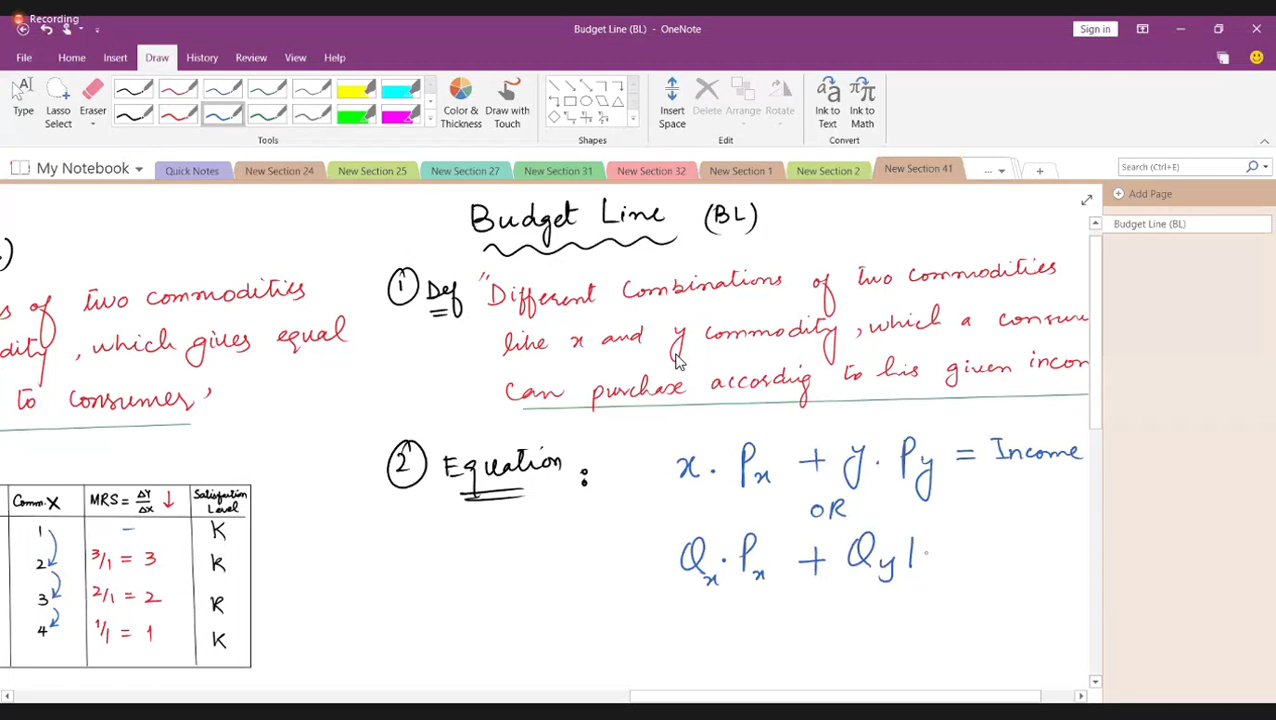 Recording
Budget Line (BL) - OneNote
Sign in
File Home Insert Draw History Review View Help
Type
Lasso Select
Eraser
Color & Thickness
Draw with Touch
Insert Space
Delete
Arrange
Rotate
Ink to Text
Ink to Math
Tools
Shapes
Edit
Convert
My Notebook
Quick Notes
New Section 24
New Section 25
New Section 27
New Section 31
New Section 32
New Section 1
New Section 2
New Section 41
Search (Ctrl+E)
Add Page
Budget Line (BL)
Budget Line (BL)
① Def "Different Combinations of two commodities
like x and y commodity, which a consu
can purchase according to his given incom
② Equation :
x . Px + y . Py = Income
OR
Qx . Px + Qy
s of two commodities
dity, which gives equal
to consumer'
Comm. X MRS = ΔY/ΔX ↓ Satisfaction Level
1 – K
2 3/1 = 3 K
3 2/1 = 2 K
4 1/1 = 1 K